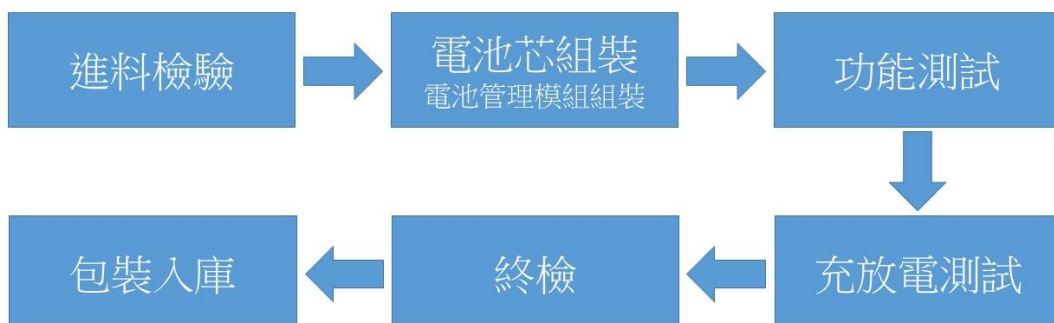 進料檢驗
電池芯組裝
電池管理模組組裝
功能測試
充放電測試
終檢
包裝入庫